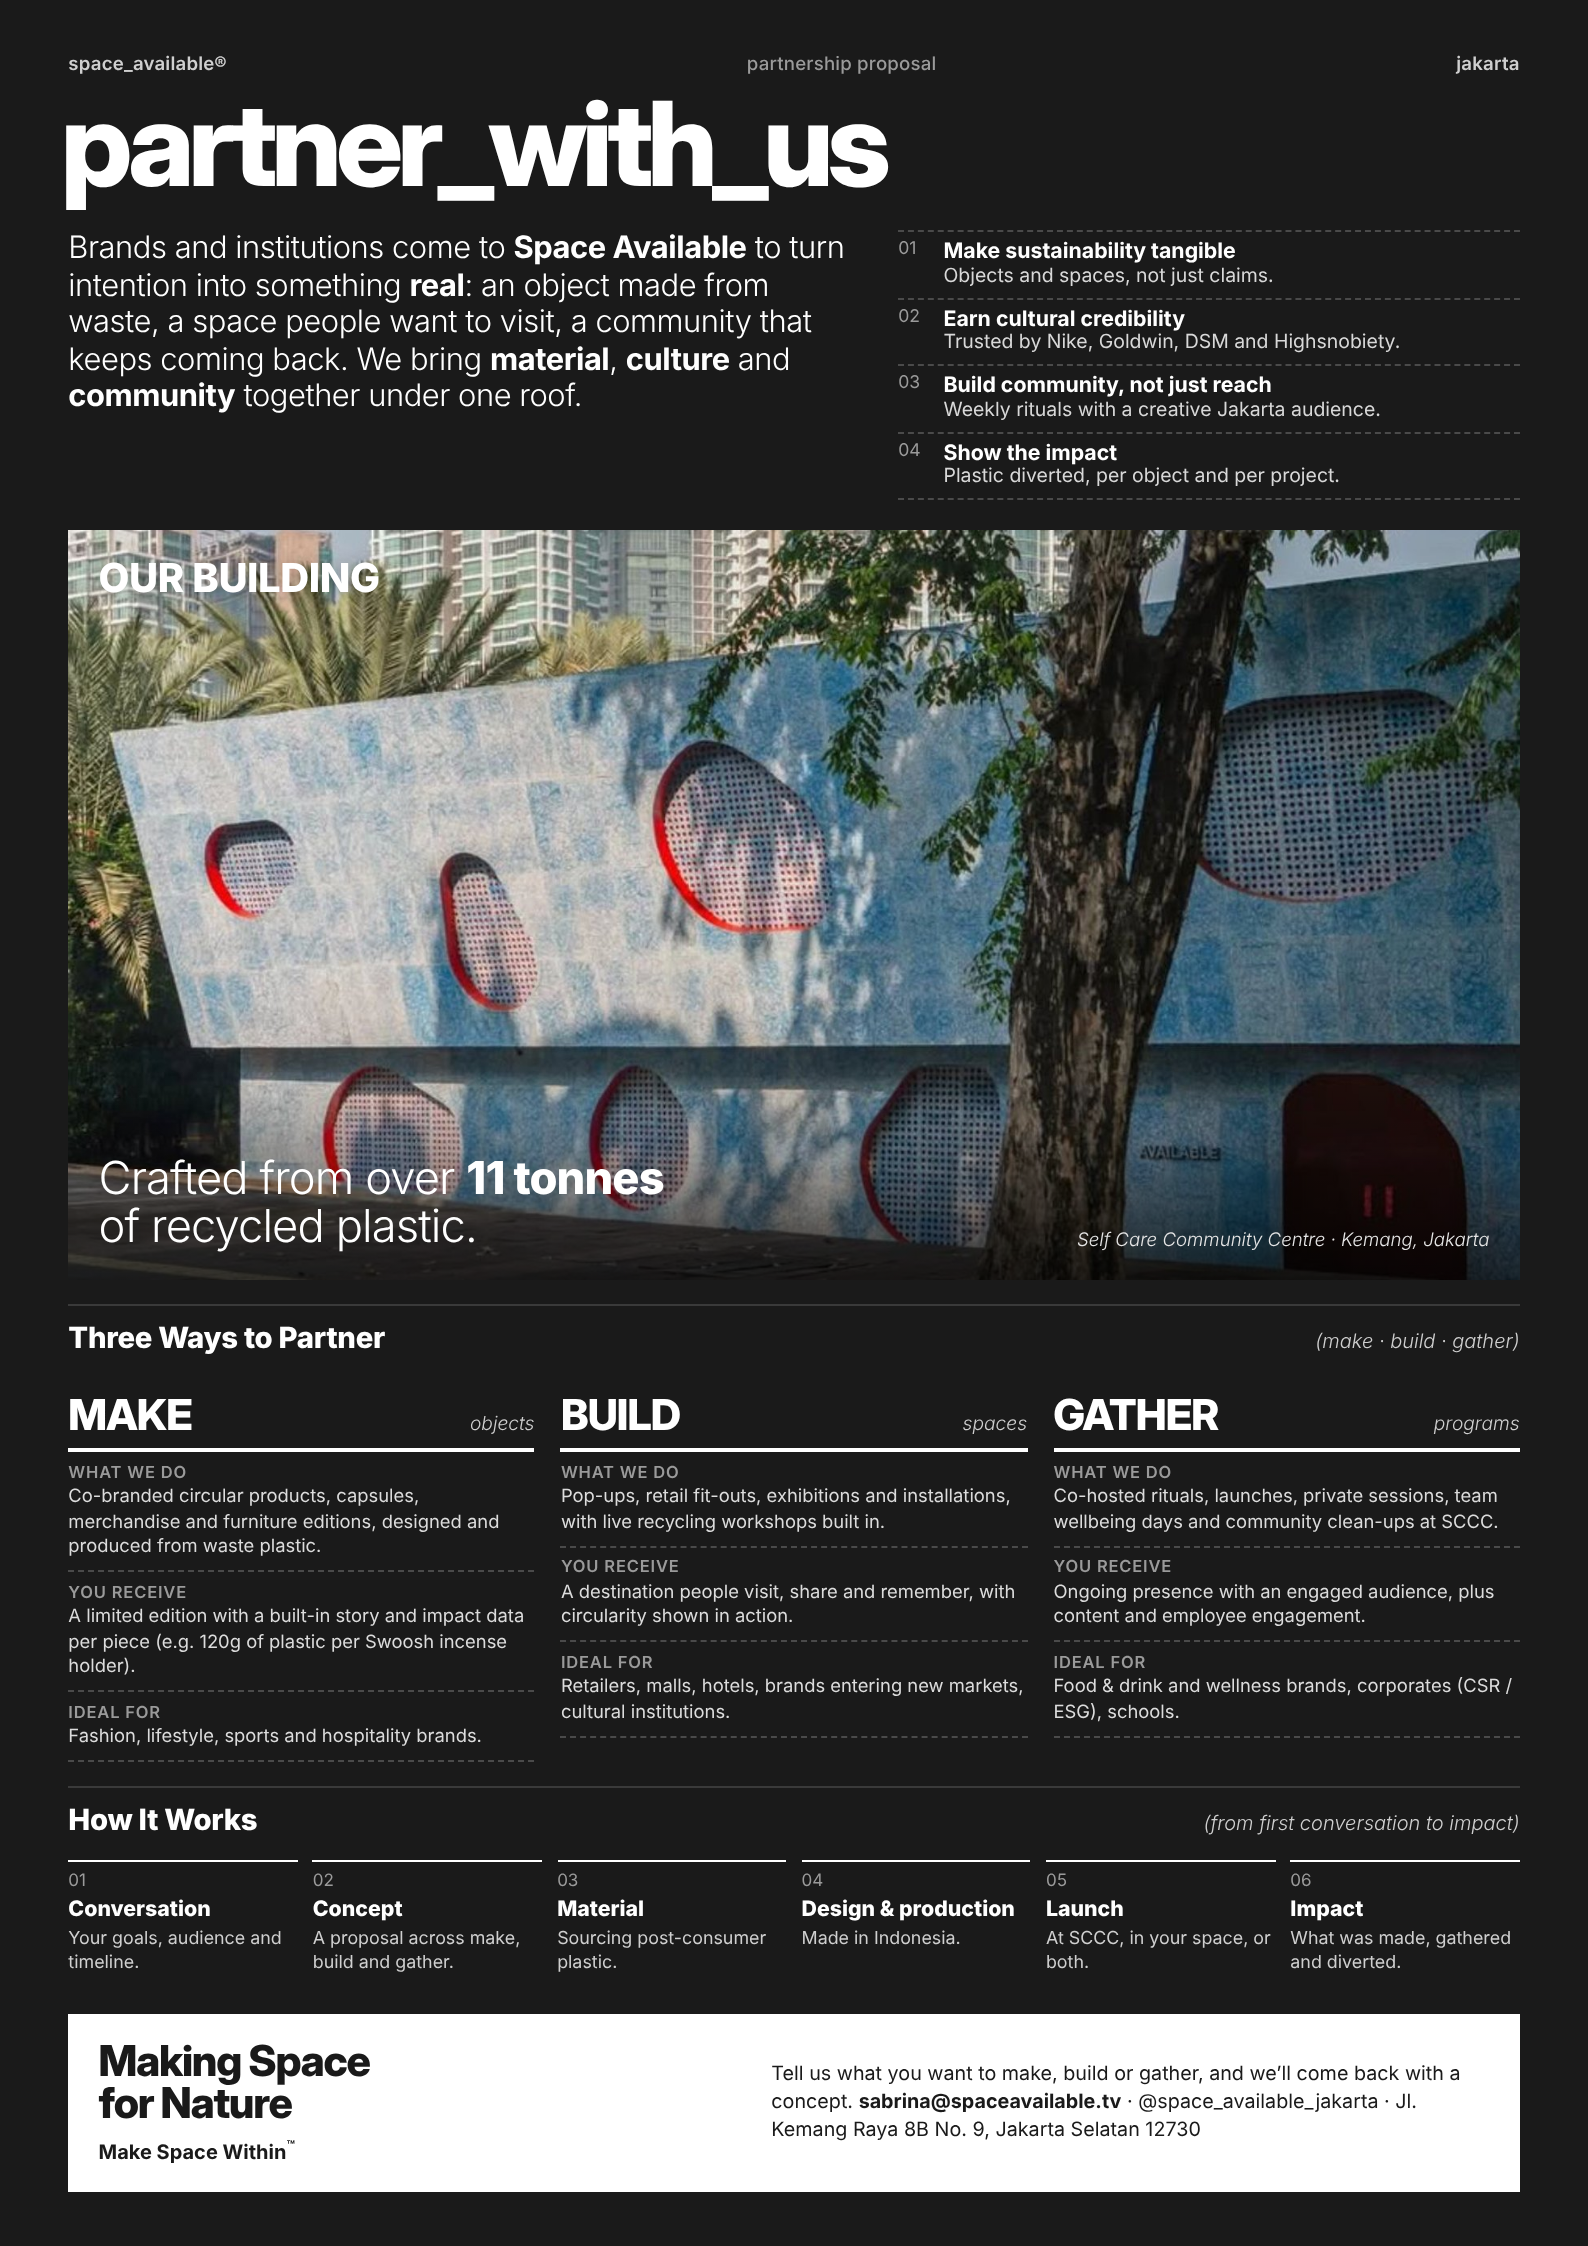 space_available®
partnership proposal
jakarta
partner_with_us
Brands and institutions come to Space Available to turn
intention into something real: an object made from
waste, a space people want to visit, a community that
keeps coming back. We bring material, culture and
community together under one roof.
01 Make sustainability tangible
Objects and spaces, not just claims.
02 Earn cultural credibility
Trusted by Nike, Goldwin, DSM and Highsnobiety.
03 Build community, not just reach
Weekly rituals with a creative Jakarta audience.
04 Show the impact
Plastic diverted, per object and per project.
OUR BUILDING
AVAILABLE
Crafted from over 11 tonnes
of recycled plastic.
Self Care Community Centre · Kemang, Jakarta
Three Ways to Partner
(make · build · gather)
MAKE
objects
WHAT WE DO
Co-branded circular products, capsules,
merchandise and furniture editions, designed and
produced from waste plastic.
YOU RECEIVE
A limited edition with a built-in story and impact data
per piece (e.g. 120g of plastic per Swoosh incense
holder).
IDEAL FOR
Fashion, lifestyle, sports and hospitality brands.
BUILD
spaces
WHAT WE DO
Pop-ups, retail fit-outs, exhibitions and installations,
with live recycling workshops built in.
YOU RECEIVE
A destination people visit, share and remember, with
circularity shown in action.
IDEAL FOR
Retailers, malls, hotels, brands entering new markets,
cultural institutions.
GATHER
programs
WHAT WE DO
Co-hosted rituals, launches, private sessions, team
wellbeing days and community clean-ups at SCCC.
YOU RECEIVE
Ongoing presence with an engaged audience, plus
content and employee engagement.
IDEAL FOR
Food & drink and wellness brands, corporates (CSR /
ESG), schools.
How It Works
(from first conversation to impact)
01
Conversation
Your goals, audience and
timeline.
02
Concept
A proposal across make,
build and gather.
03
Material
Sourcing post-consumer
plastic.
04
Design & production
Made in Indonesia.
05
Launch
At SCCC, in your space, or
both.
06
Impact
What was made, gathered
and diverted.
Making Space
for Nature
Make Space Within™
Tell us what you want to make, build or gather, and we’ll come back with a
concept. sabrina@spaceavailable.tv · @space_available_jakarta · Jl.
Kemang Raya 8B No. 9, Jakarta Selatan 12730